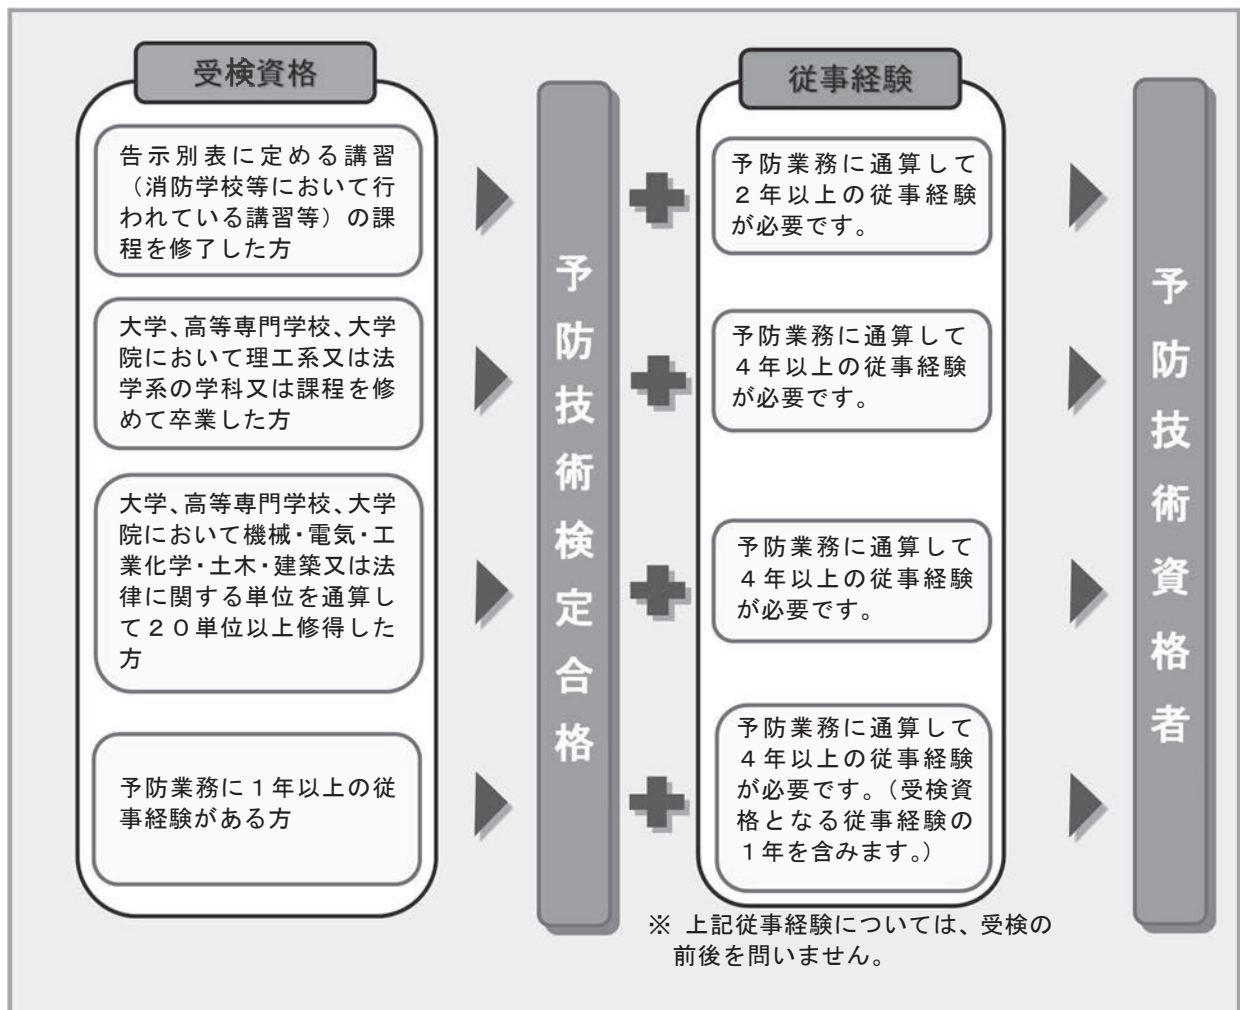 受検資格
告示別表に定める講習
（消防学校等において行
われている講習等）の課
程を修了した方
大学、高等専門学校、大学
院において理工系又は法
学系の学科又は課程を修
めて卒業した方
大学、高等専門学校、大学
院において機械・電気・工
業化学・土木・建築又は法
律に関する単位を通算し
て２０単位以上修得した
方
予防業務に１年以上の従
事経験がある方
予防技術検定合格
従事経験
予防業務に通算して
２年以上の従事経験
が必要です。
予防業務に通算して
４年以上の従事経験
が必要です。
予防業務に通算して
４年以上の従事経験
が必要です。
予防業務に通算して
４年以上の従事経験
が必要です。（受検資
格となる従事経験の
１年を含みます。）
※ 上記従事経験については、受検の
前後を問いません。
予防技術資格者